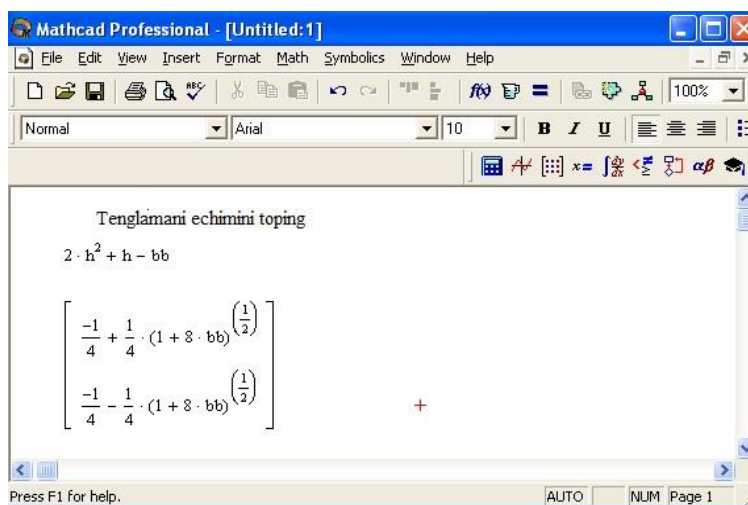 Mathcad Professional - [Untitled:1]
File Edit View Insert Format Math Symbolics Window Help
100%
Normal Arial 10 B I U
Tenglamani echimini toping
2 · h² + h − bb
[ −1/4 + 1/4 · (1 + 8 · bb)^(1/2) ]
[ −1/4 − 1/4 · (1 + 8 · bb)^(1/2) ]
Press F1 for help. AUTO NUM Page 1